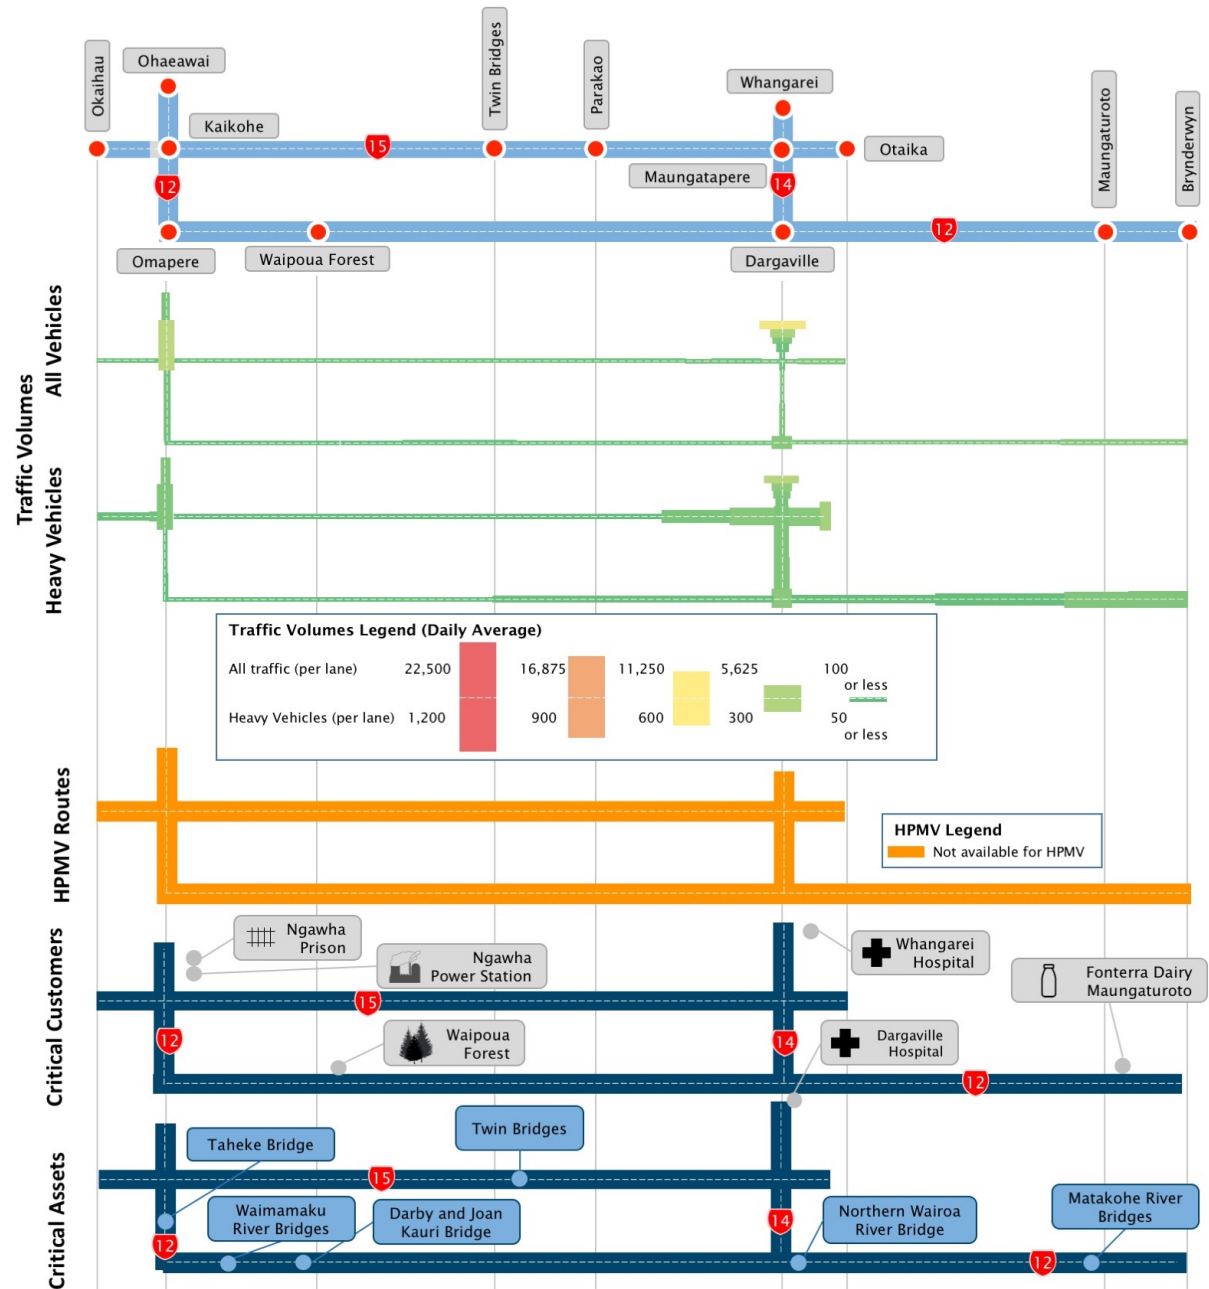 Okaihau
Ohaeawai
Kaikohe
Twin Bridges
Parakao
Whangarei
Maungatapere
Otaika
Maungaturoto
Brynderwyn
15
12
14
12
Omapere
Waipoua Forest
Dargaville
Traffic Volumes
All Vehicles
Heavy Vehicles
Traffic Volumes Legend (Daily Average)
All traffic (per lane) 22,500 16,875 11,250 5,625 100
or less
Heavy Vehicles (per lane) 1,200 900 600 300 50
or less
HPMV Routes
HPMV Legend
Not available for HPMV
Critical Customers
Ngawha
Prison
Ngawha
Power Station
Whangarei
Hospital
Fonterra Dairy
Maungaturoto
15
12
Waipoua
Forest
14
Dargaville
Hospital
12
Critical Assets
Taheke Bridge
Twin Bridges
15
Waimamaku
River Bridges
Darby and Joan
Kauri Bridge
Northern Wairoa
River Bridge
Matakohe River
Bridges
12
14
12